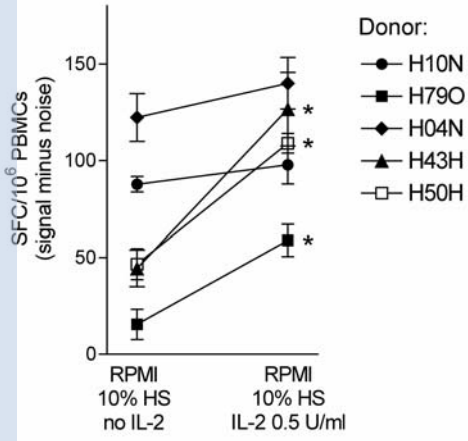 Donor:
H10N
H79O
H04N
H43H
H50H
SFC/10⁶ PBMCs
(signal minus noise)
150
100
50
0
*
*
*
RPMI
10% HS
no IL-2
RPMI
10% HS
IL-2 0.5 U/ml